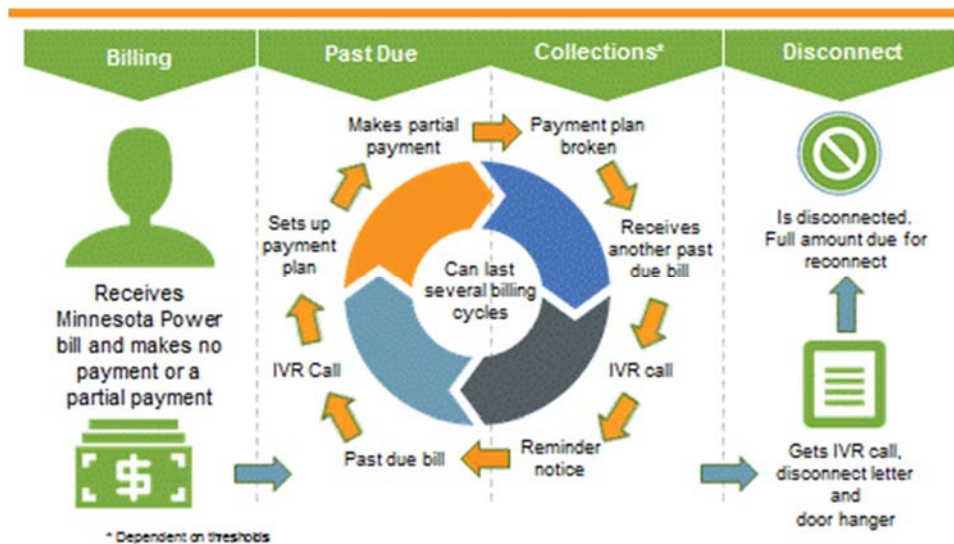 Billing
Past Due
Collections*
Disconnect
Receives
Minnesota Power
bill and makes no
payment or a
partial payment
$
Makes partial
payment
Sets up
payment
plan
IVR Call
Past due bill
Can last
several billing
cycles
Payment plan
broken
Receives
another past
due bill
IVR call
Reminder
notice
Is disconnected.
Full amount due for
reconnect
Gets IVR call,
disconnect letter
and
door hanger
* Dependent on thresholds